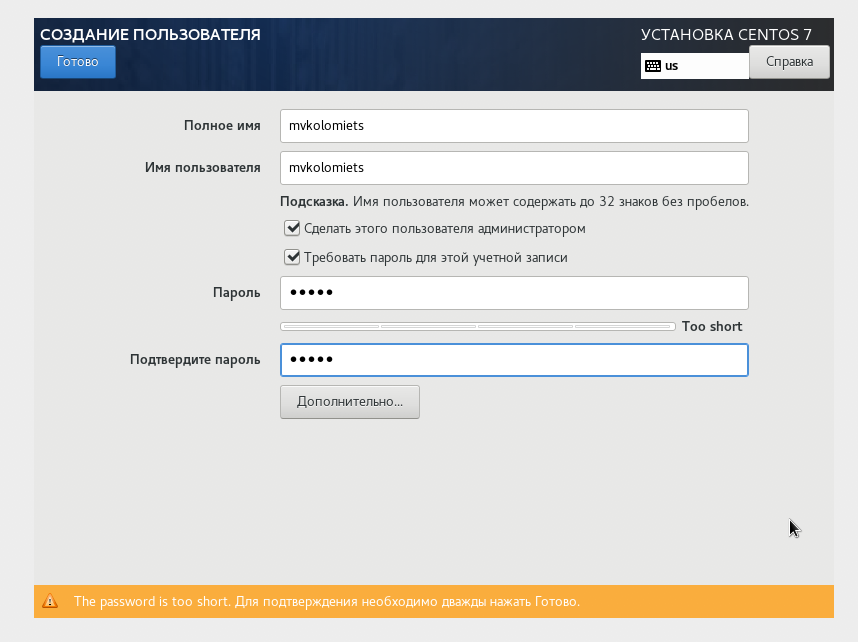 СОЗДАНИЕ ПОЛЬЗОВАТЕЛЯ
УСТАНОВКА CENTOS 7
Готово
us
Справка
Полное имя
mvkolomiets
Имя пользователя
mvkolomiets
Подсказка. Имя пользователя может содержать до 32 знаков без пробелов.
Сделать этого пользователя администратором
Требовать пароль для этой учетной записи
Пароль
•••••
Too short
Подтвердите пароль
•••••
Дополнительно...
The password is too short. Для подтверждения необходимо дважды нажать Готово.